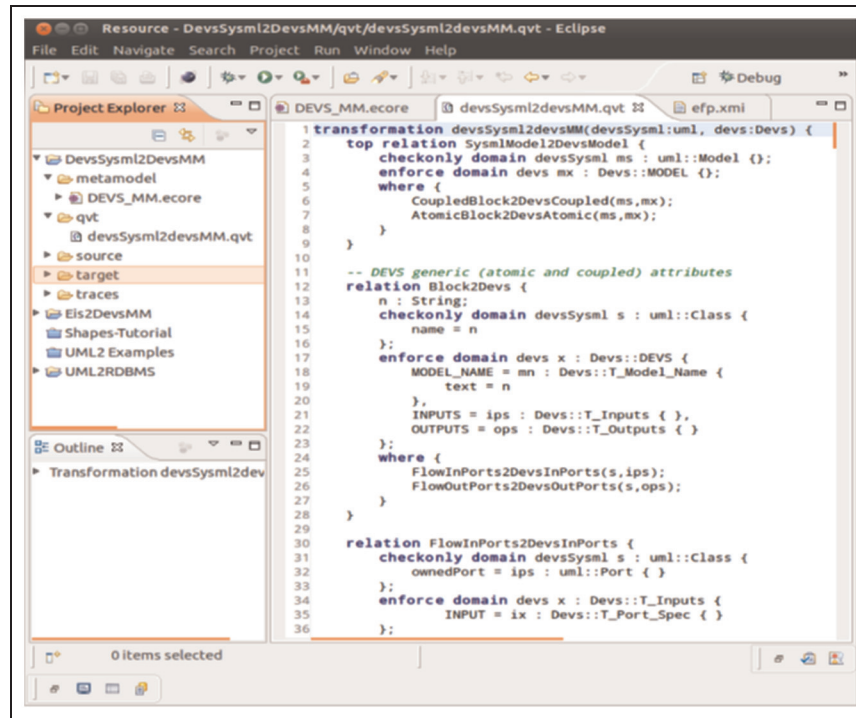 Resource - DevsSysml2DevsMM/qvt/devsSysml2devsMM.qvt - Eclipse
File Edit Navigate Search Project Run Window Help
Debug
Project Explorer
DevsSysml2DevsMM
metamodel
DEVS_MM.ecore
qvt
devsSysml2devsMM.qvt
source
target
traces
Eis2DevsMM
Shapes-Tutorial
UML2 Examples
UML2RDBMS
Outline
Transformation devsSysml2dev
DEVS_MM.ecore devsSysml2devsMM.qvt efp.xmi
1 transformation devsSysml2devsMM(devsSysml:uml, devs:Devs) {
2 top relation SysmlModel2DevsModel {
3 checkonly domain devsSysml ms : uml::Model {};
4 enforce domain devs mx : Devs::MODEL {};
5 where {
6 CoupledBlock2DevsCoupled(ms,mx);
7 AtomicBlock2DevsAtomic(ms,mx);
8 }
9 }
10
11 -- DEVS generic (atomic and coupled) attributes
12 relation Block2Devs {
13 n : String;
14 checkonly domain devsSysml s : uml::Class {
15 name = n
16 };
17 enforce domain devs x : Devs::DEVS {
18 MODEL_NAME = mn : Devs::T_Model_Name {
19 text = n
20 },
21 INPUTS = ips : Devs::T_Inputs { },
22 OUTPUTS = ops : Devs::T_Outputs { }
23 };
24 where {
25 FlowInPorts2DevsInPorts(s,ips);
26 FlowOutPorts2DevsOutPorts(s,ops);
27 }
28 }
29
30 relation FlowInPorts2DevsInPorts {
31 checkonly domain devsSysml s : uml::Class {
32 ownedPort = ips : uml::Port { }
33 };
34 enforce domain devs x : Devs::T_Inputs {
35 INPUT = ix : Devs::T_Port_Spec { }
36 };
0 items selected